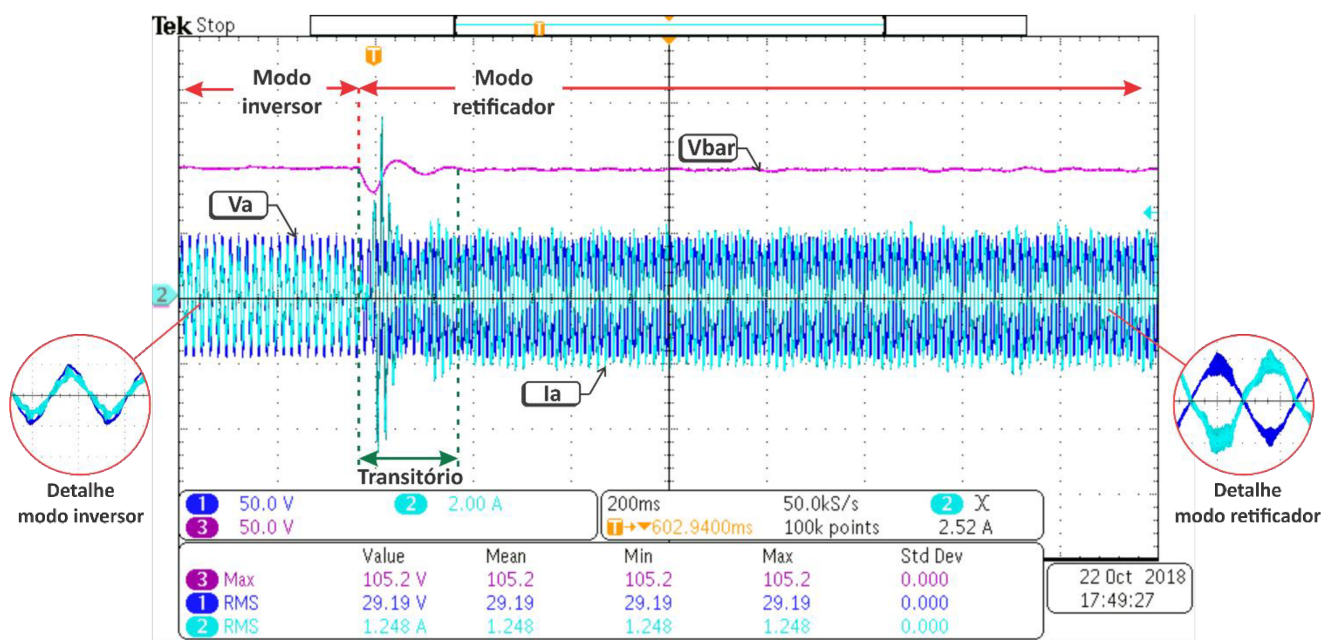 Tek Stop
T
T
Modo
inversor
Modo
retificador
Vbar
Va
2
Ia
Transitório
Detalhe
modo inversor
Detalhe
modo retificador
1 50.0 V 2 2.00 A
3 50.0 V
200ms 50.0kS/s 2 X
T→▼602.9400ms 100k points 2.52 A
Value Mean Min Max Std Dev
3 Max 105.2 V 105.2 105.2 105.2 0.000
1 RMS 29.19 V 29.19 29.19 29.19 0.000
2 RMS 1.248 A 1.248 1.248 1.248 0.000
22 Oct 2018
17:49:27